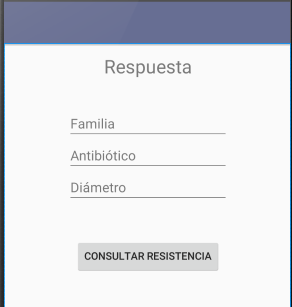 Respuesta
Familia
Antibiótico
Diámetro
CONSULTAR RESISTENCIA